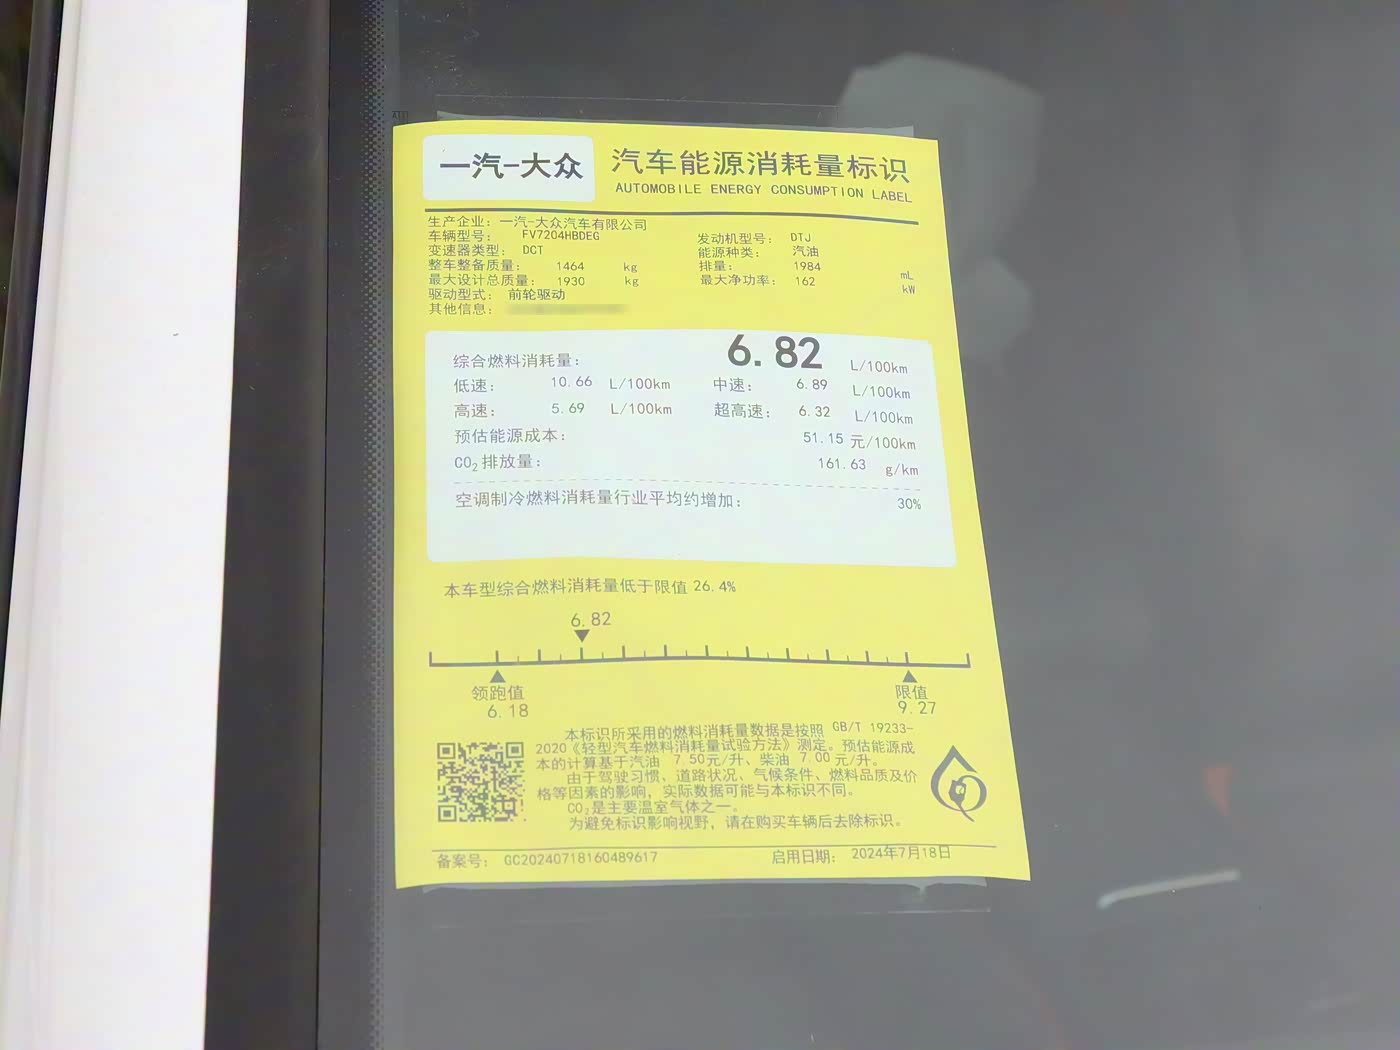 一汽-大众 汽车能源消耗量标识
AUTOMOBILE ENERGY CONSUMPTION LABEL
生产企业：一汽-大众汽车有限公司
车辆型号： FV7204HBDEG 发动机型号： DTJ
变速器类型： DCT 能源种类： 汽油
整车整备质量： 1464 kg 排量： 1984 mL
最大设计总质量： 1930 kg 最大净功率： 162 kW
驱动型式： 前轮驱动
其他信息：
综合燃料消耗量： 6.82 L/100km
低速： 10.66 L/100km 中速： 6.89 L/100km
高速： 5.69 L/100km 超高速： 6.32 L/100km
预估能源成本： 51.15 元/100km
CO₂排放量： 161.63 g/km
空调制冷燃料消耗量行业平均约增加： 30%
本车型综合燃料消耗量低于限值 26.4%
6.82
领跑值 限值
6.18 9.27
本标识所采用的燃料消耗量数据是按照 GB/T 19233-
2020《轻型汽车燃料消耗量试验方法》测定。预估能源成
本的计算基于汽油 7.50元/升、柴油 7.00 元/升。
由于驾驶习惯、道路状况、气候条件、燃料品质及价
格等因素的影响，实际数据可能与本标识不同。
CO₂是主要温室气体之一。
为避免标识影响视野，请在购买车辆后去除标识。
备案号： GC20240718160489617 启用日期： 2024年7月18日